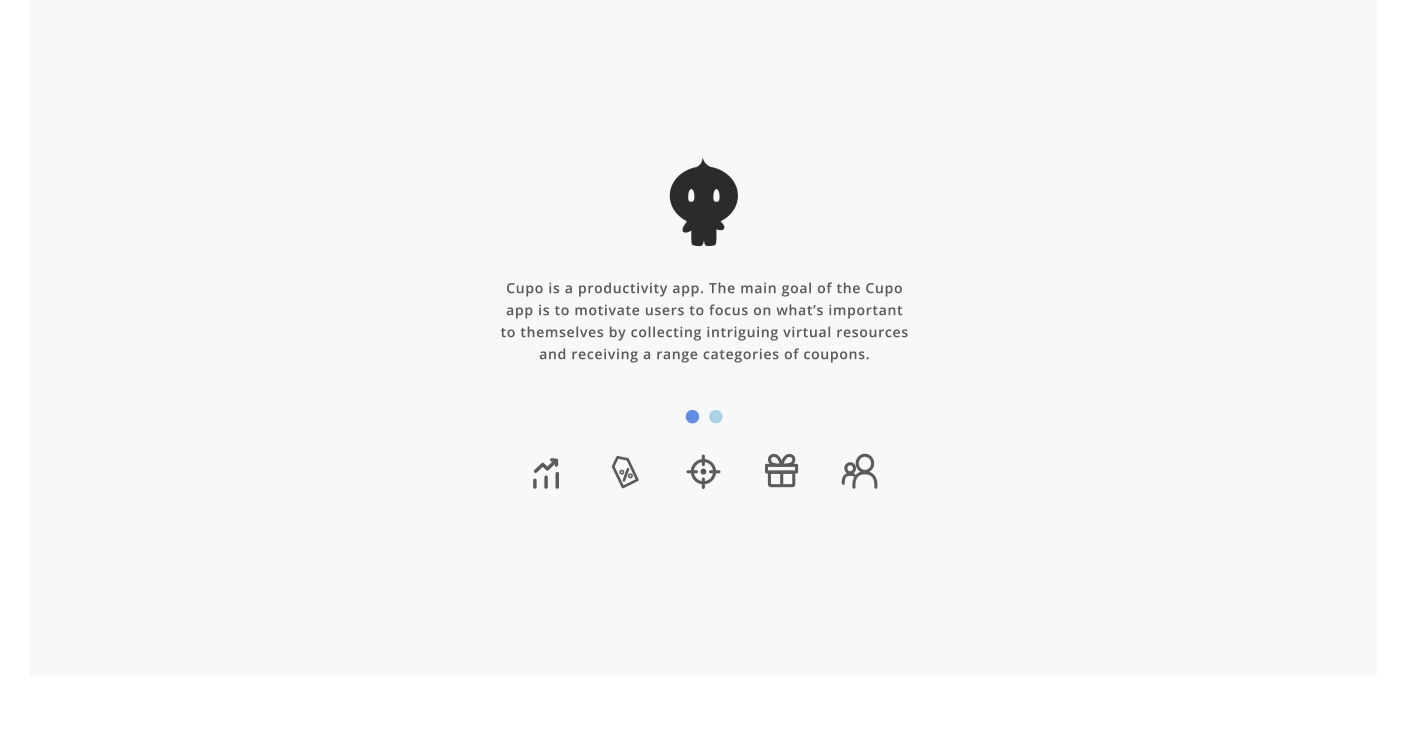 Cupo is a productivity app. The main goal of the Cupo
app is to motivate users to focus on what’s important
to themselves by collecting intriguing virtual resources
and receiving a range categories of coupons.
%